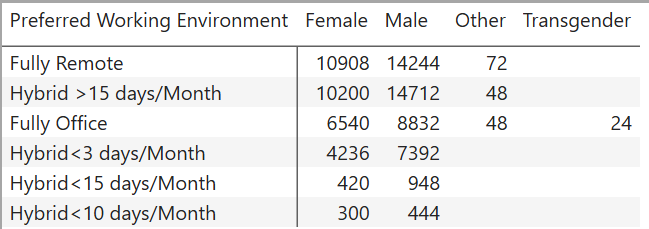 Preferred Working Environment Female Male Other Transgender
Fully Remote 10908 14244 72
Hybrid >15 days/Month 10200 14712 48
Fully Office 6540 8832 48 24
Hybrid<3 days/Month 4236 7392
Hybrid<15 days/Month 420 948
Hybrid<10 days/Month 300 444